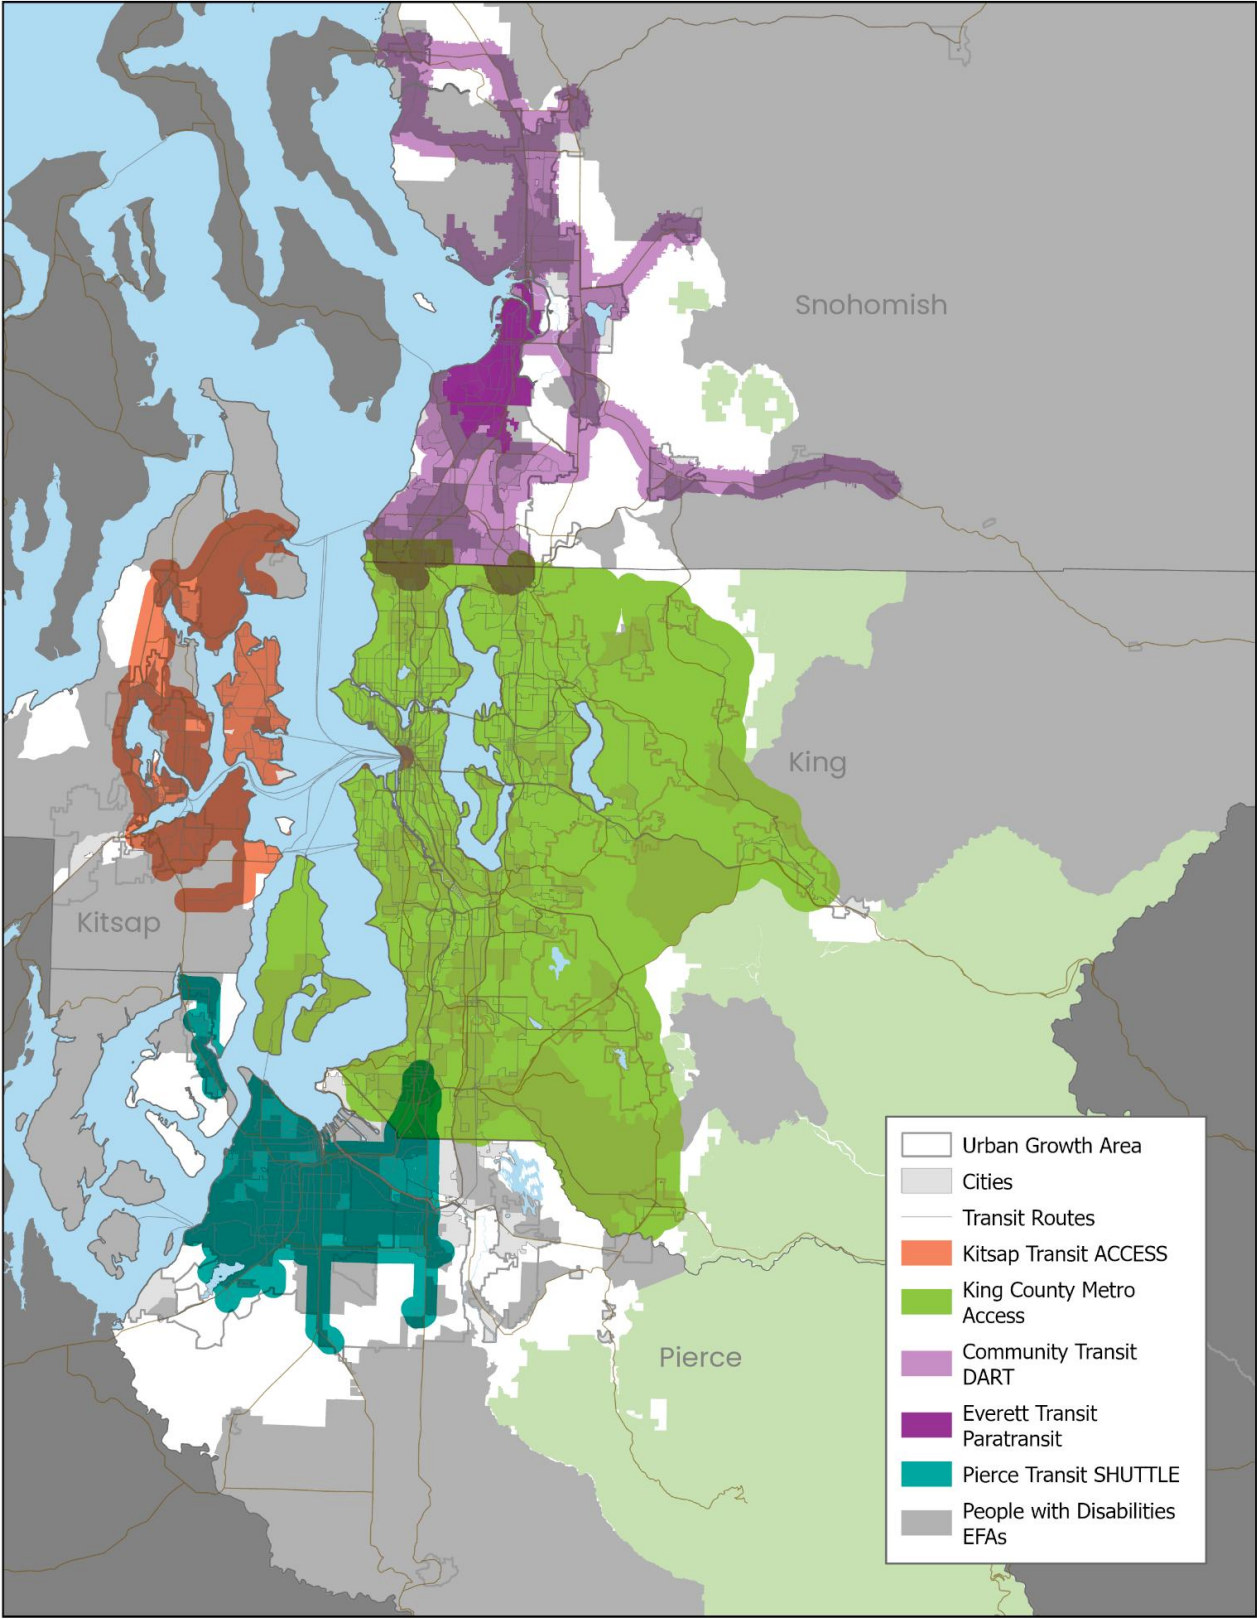 Snohomish
King
Kitsap
Pierce
Urban Growth Area
Cities
Transit Routes
Kitsap Transit ACCESS
King County Metro
Access
Community Transit
DART
Everett Transit
Paratransit
Pierce Transit SHUTTLE
People with Disabilities
EFAs